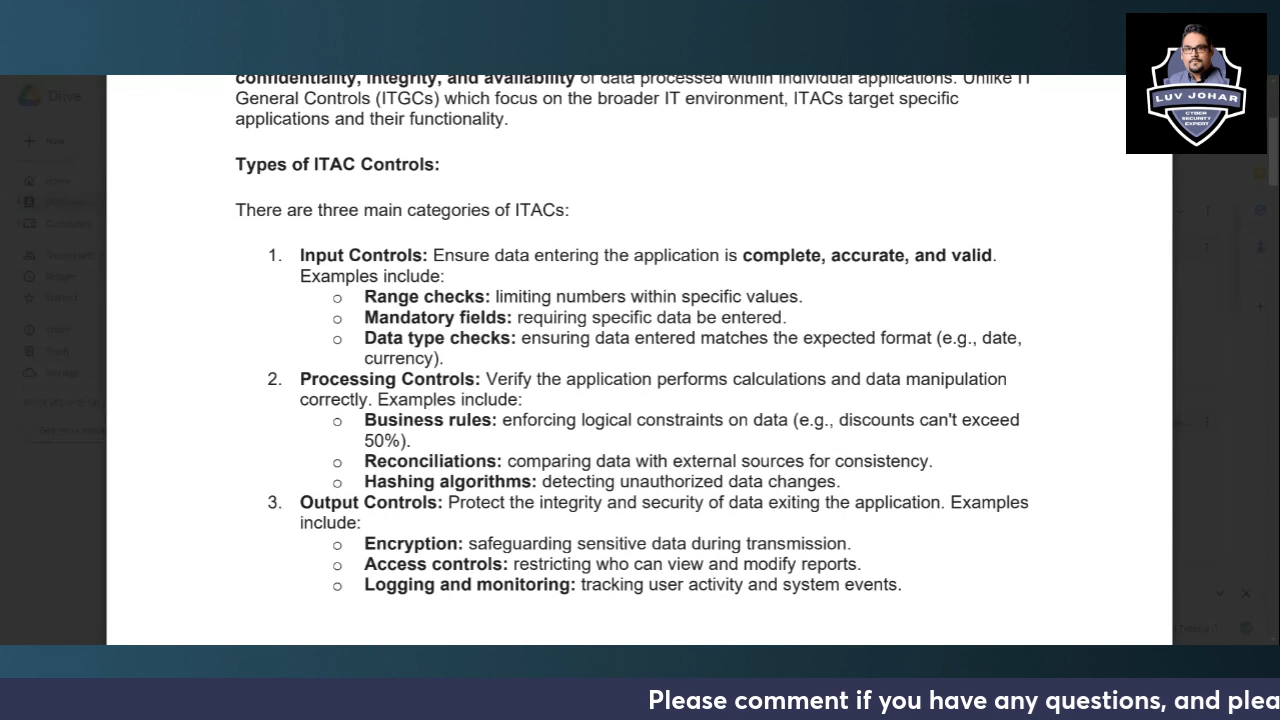 confidentiality, integrity, and availability of data processed within individual applications. Unlike IT
General Controls (ITGCs) which focus on the broader IT environment, ITACs target specific
applications and their functionality.
Types of ITAC Controls:
There are three main categories of ITACs:
1. Input Controls: Ensure data entering the application is complete, accurate, and valid.
Examples include:
o Range checks: limiting numbers within specific values.
o Mandatory fields: requiring specific data be entered.
o Data type checks: ensuring data entered matches the expected format (e.g., date,
currency).
2. Processing Controls: Verify the application performs calculations and data manipulation
correctly. Examples include:
o Business rules: enforcing logical constraints on data (e.g., discounts can't exceed
50%).
o Reconciliations: comparing data with external sources for consistency.
o Hashing algorithms: detecting unauthorized data changes.
3. Output Controls: Protect the integrity and security of data exiting the application. Examples
include:
o Encryption: safeguarding sensitive data during transmission.
o Access controls: restricting who can view and modify reports.
o Logging and monitoring: tracking user activity and system events.
Drive
New
Home
LUV JOHAR
CYBER
SECURITY
EXPERT
Please comment if you have any questions, and plea